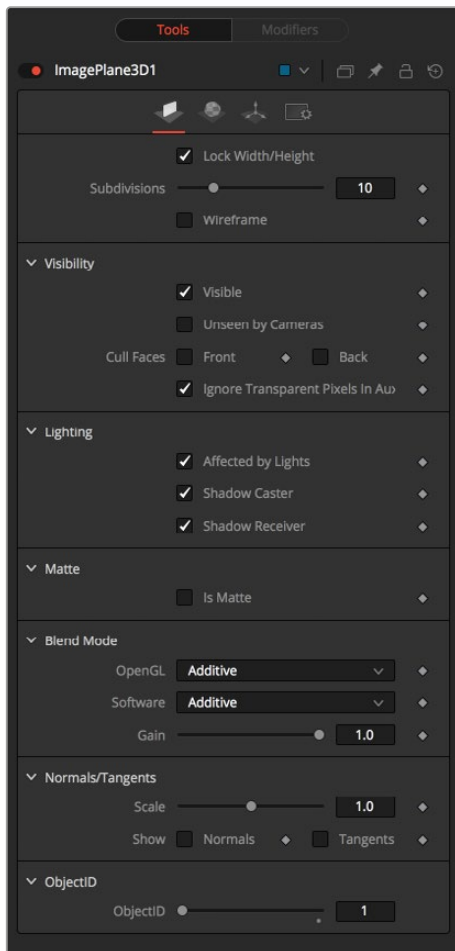 Tools Modifiers
ImagePlane3D1
Lock Width/Height
Subdivisions 10
Wireframe
Visibility
Visible
Unseen by Cameras
Cull Faces Front Back
Ignore Transparent Pixels In Aux
Lighting
Affected by Lights
Shadow Caster
Shadow Receiver
Matte
Is Matte
Blend Mode
OpenGL Additive
Software Additive
Gain 1.0
Normals/Tangents
Scale 1.0
Show Normals Tangents
ObjectID
ObjectID 1